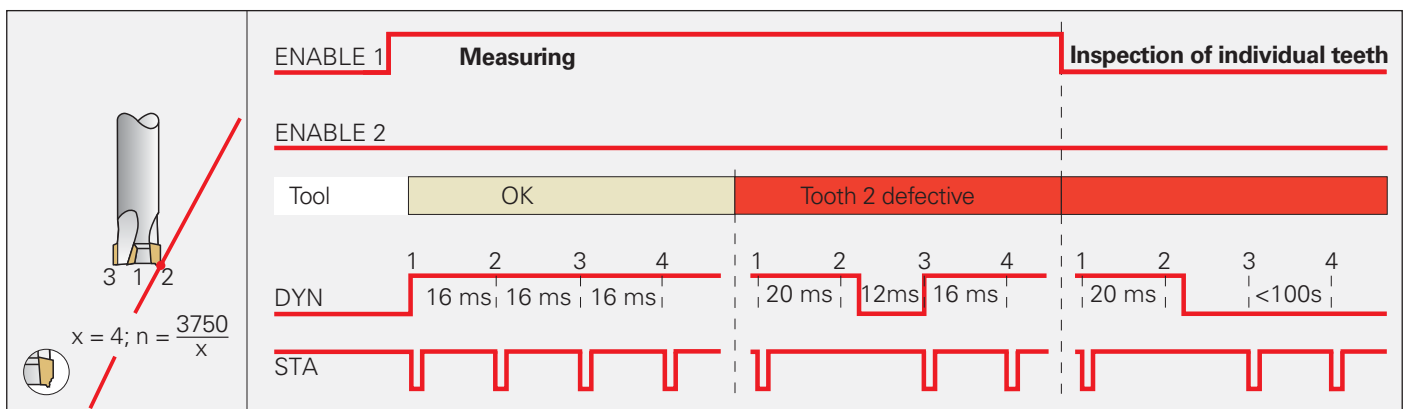 ENABLE 1 Measuring Inspection of individual teeth
ENABLE 2
Tool OK Tooth 2 defective
3 1 2
1 2 3 4 1 2 3 4 1 2 3 4
DYN 16 ms 16 ms 16 ms 20 ms 12ms 16 ms 20 ms <100s
x = 4; n = 3750
x
STA